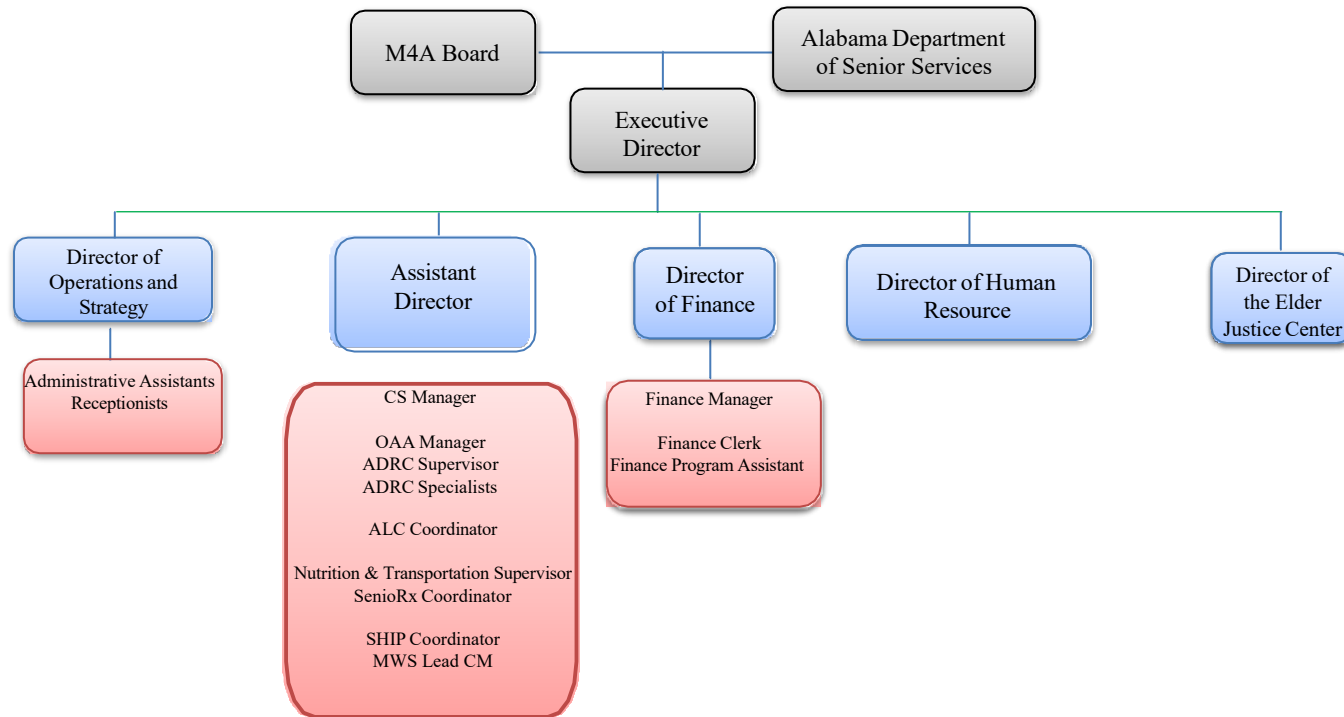 M4A Board
Alabama Department
of Senior Services
Executive
Director
Director of
Operations and
Strategy
Assistant
Director
Director
of Finance
Director of Human
Resource
Director of
the Elder
Justice Center
Administrative Assistants
Receptionists
CS Manager
OAA Manager
ADRC Supervisor
ADRC Specialists
ALC Coordinator
Nutrition & Transportation Supervisor
SenioRx Coordinator
SHIP Coordinator
MWS Lead CM
Finance Manager
Finance Clerk
Finance Program Assistant